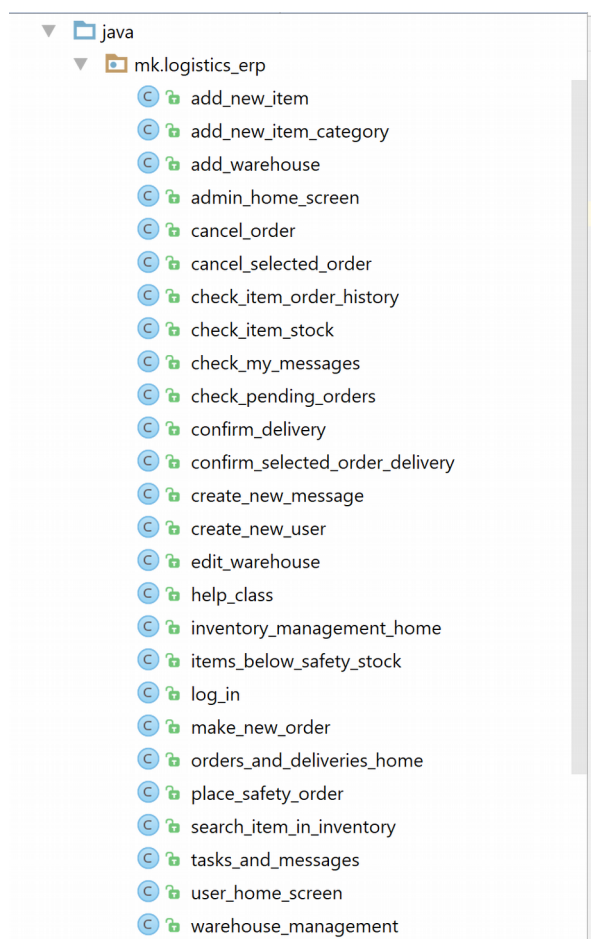 java
mk.logistics_erp
add_new_item
add_new_item_category
add_warehouse
admin_home_screen
cancel_order
cancel_selected_order
check_item_order_history
check_item_stock
check_my_messages
check_pending_orders
confirm_delivery
confirm_selected_order_delivery
create_new_message
create_new_user
edit_warehouse
help_class
inventory_management_home
items_below_safety_stock
log_in
make_new_order
orders_and_deliveries_home
place_safety_order
search_item_in_inventory
tasks_and_messages
user_home_screen
warehouse_management